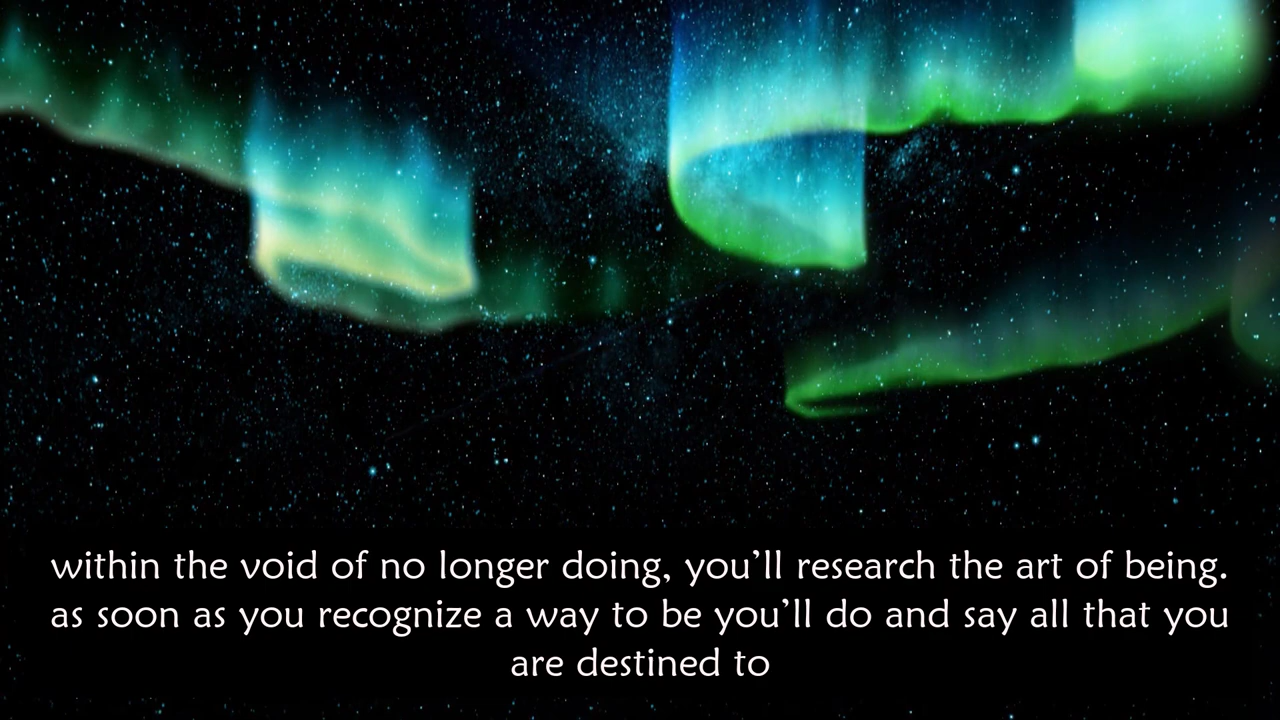 within the void of no longer doing, you’ll research the art of being.
as soon as you recognize a way to be you’ll do and say all that you
are destined to